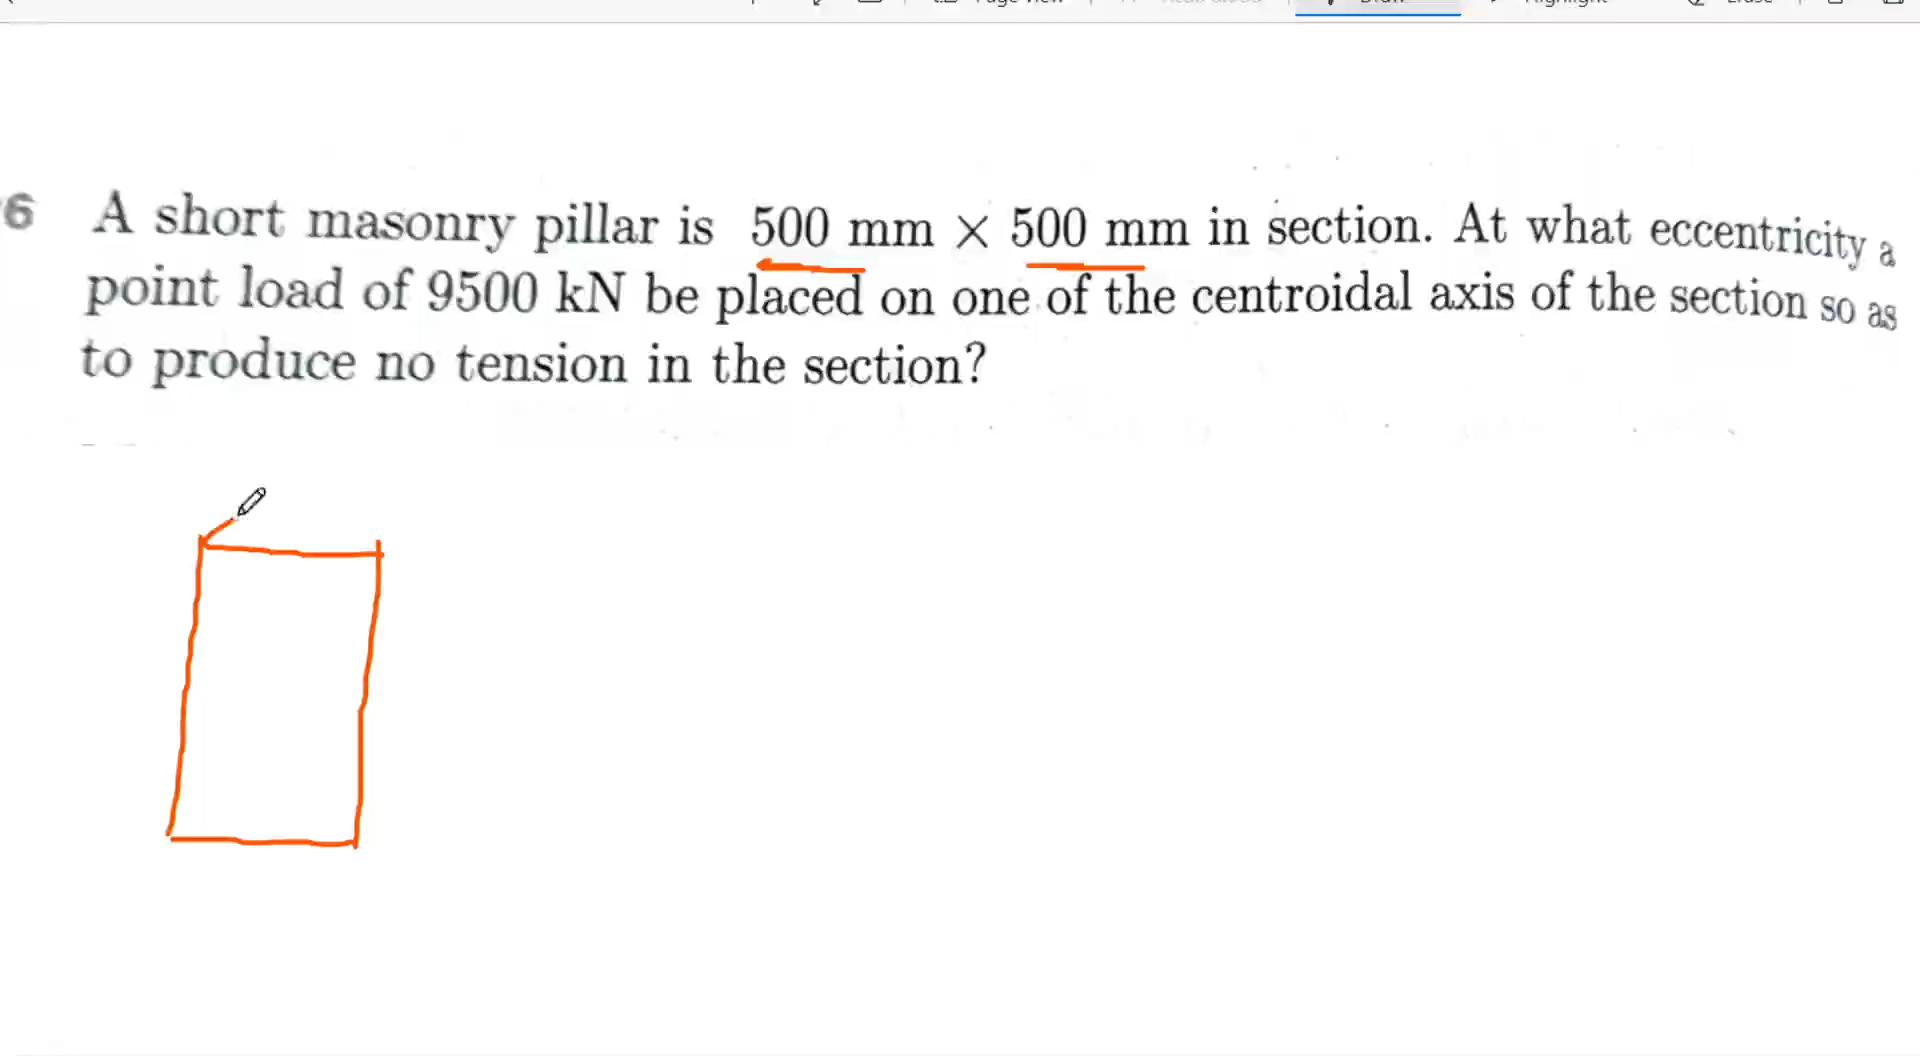 6 A short masonry pillar is 500 mm × 500 mm in section. At what eccentricity a
point load of 9500 kN be placed on one of the centroidal axis of the section so as
to produce no tension in the section?